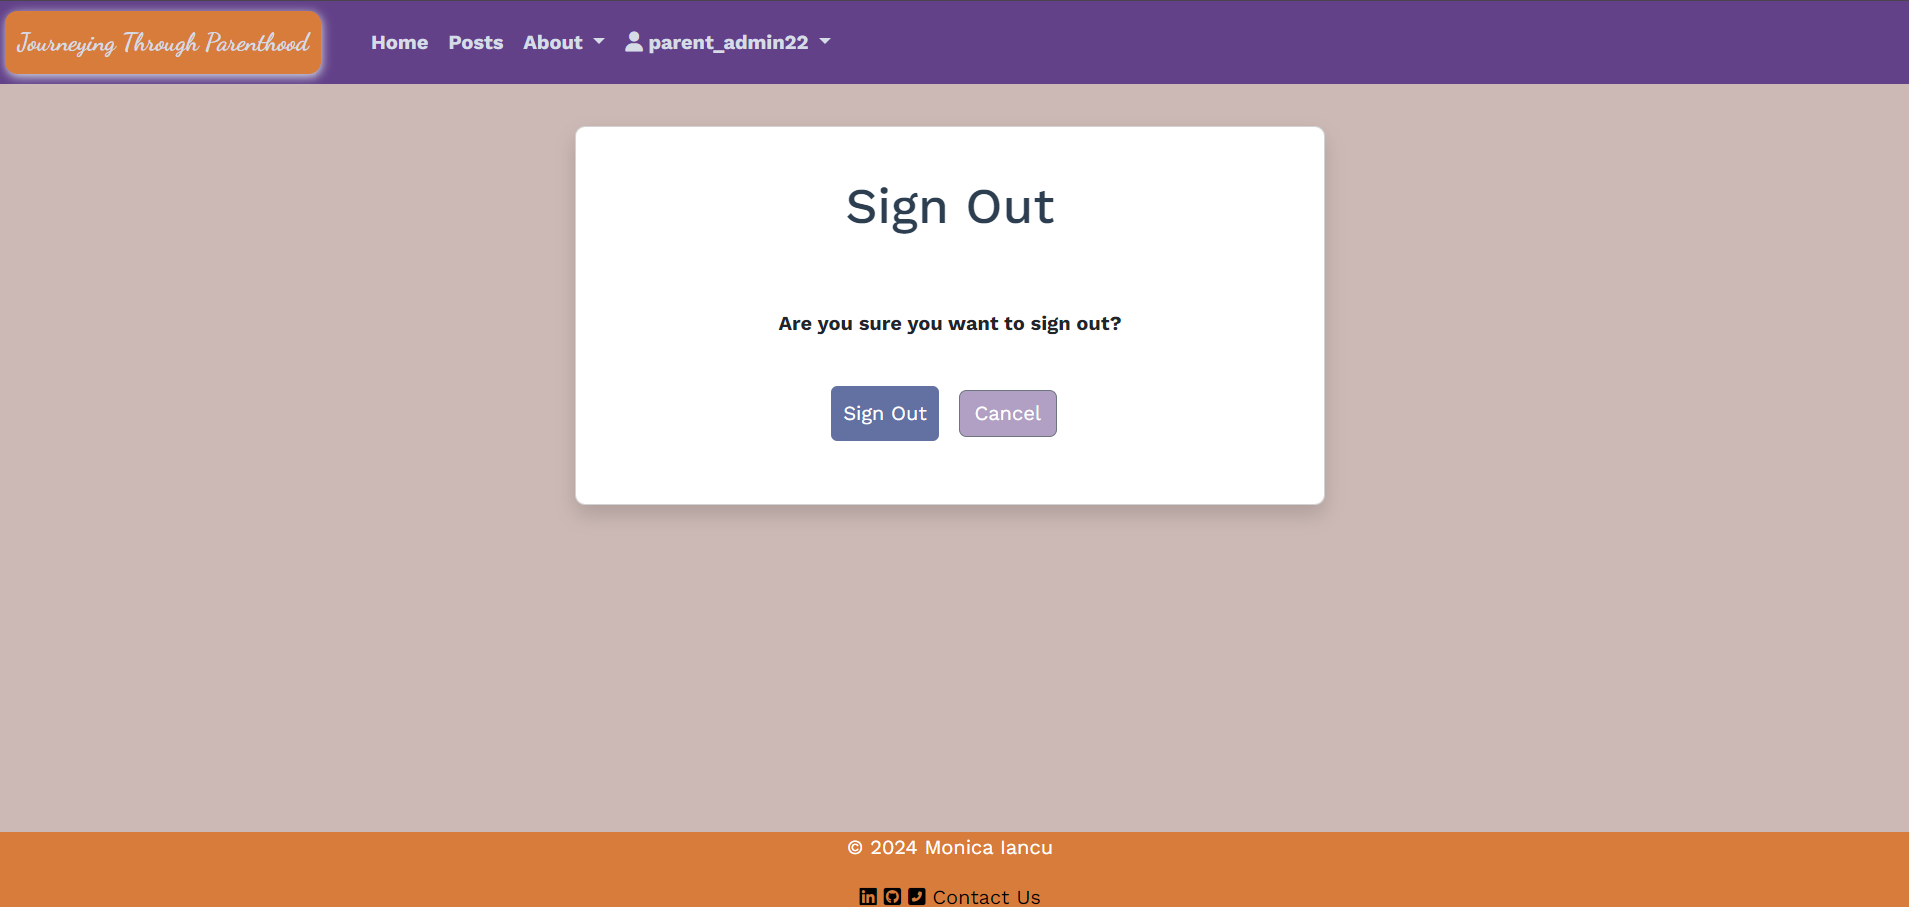 Journeying Through Parenthood
Home Posts About parent_admin22
Sign Out
Are you sure you want to sign out?
Sign Out Cancel
© 2024 Monica Iancu
Contact Us